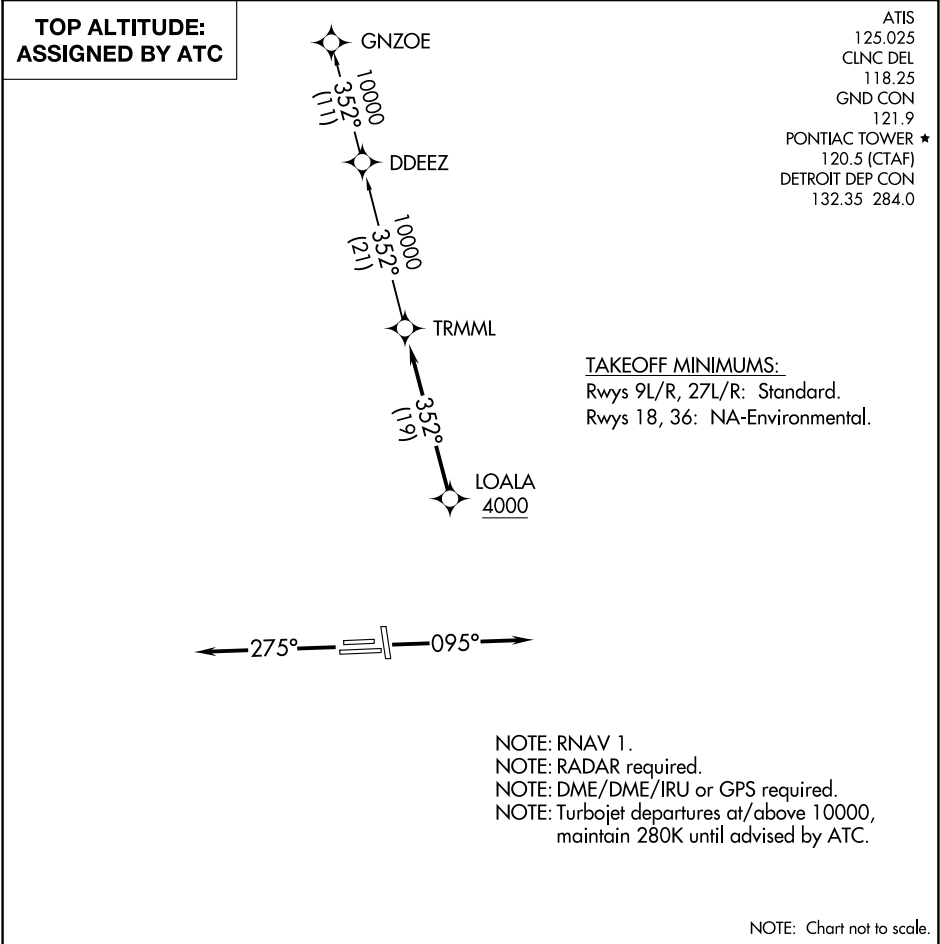 TOP ALTITUDE:
ASSIGNED BY ATC
ATIS
125.025
CLNC DEL
118.25
GND CON
121.9
PONTIAC TOWER ★
120.5 (CTAF)
DETROIT DEP CON
132.35 284.0
GNZOE
10000
352°
(11)
DDEEZ
10000
352°
(21)
TRMML
352°
(19)
LOALA
4000
TAKEOFF MINIMUMS:
Rwys 9L/R, 27L/R: Standard.
Rwys 18, 36: NA-Environmental.
275°
095°
NOTE: RNAV 1.
NOTE: RADAR required.
NOTE: DME/DME/IRU or GPS required.
NOTE: Turbojet departures at/above 10000,
maintain 280K until advised by ATC.
NOTE: Chart not to scale.